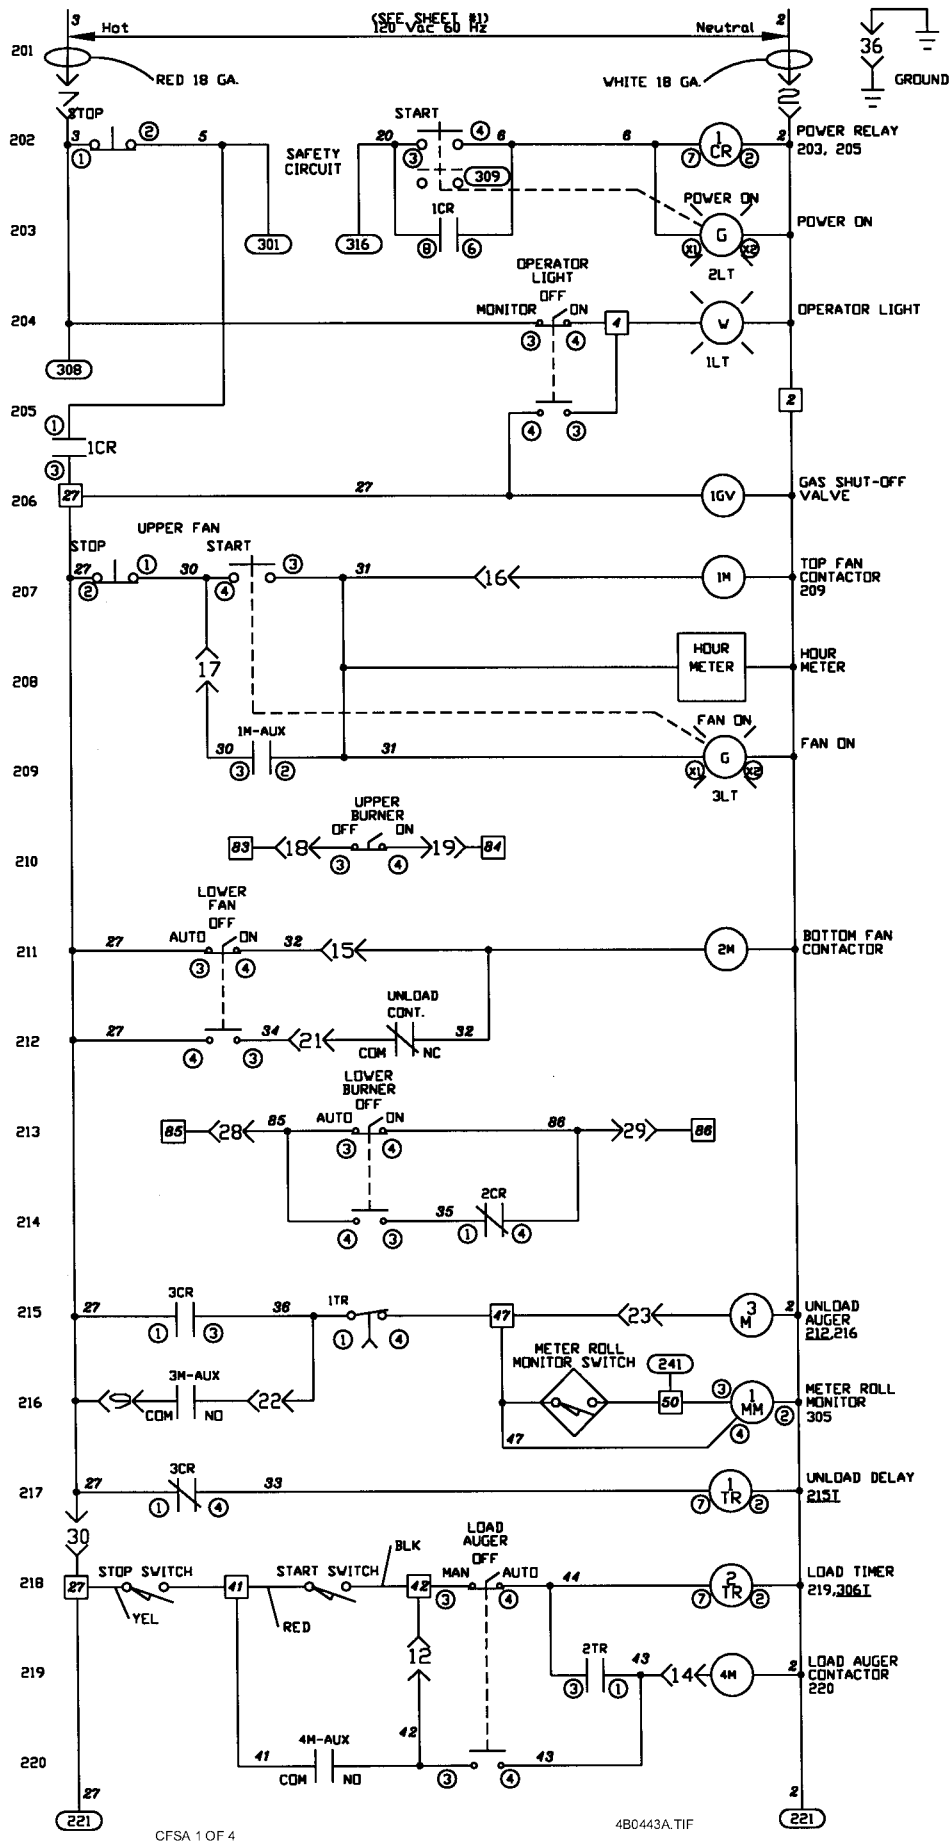 3 Hot (SEE SHEET #1) Neutral 2
120 Vac 60 Hz
201
36
RED 18 GA.
WHITE 18 GA.
GROUND
7
2
STOP
START
202
3 1 2 5
SAFETY
CIRCUIT
20 3 4 6 6 7 1 CR 2 2
POWER RELAY
203, 205
309
POWER ON
203
301
316
1CR
8 6
X1 G X2
POWER ON
2LT
OPERATOR
LIGHT
OFF
MONITOR ON
204
3 4
4
W
OPERATOR LIGHT
1LT
308
205
1
1CR
3
4 3
2
206
27
27
1GV
GAS SHUT-OFF
VALVE
UPPER FAN
STOP START
207
27 2 1 30 4 3 31 16 1M
TOP FAN
CONTACTOR
209
208
17
HOUR
METER
HOUR
METER
FAN ON
209
1M-AUX
30 3 2 31
X1 G X2
FAN ON
3LT
UPPER
BURNER
OFF ON
210
83 18 3 4 19 84
LOWER
FAN
OFF
AUTO ON
211
27 3 4 32 15 2M
BOTTOM FAN
CONTACTOR
UNLOAD
CONT.
212
27 4 3 34 21 COM NC 32
LOWER
BURNER
OFF
AUTO ON
213
85 28 85 3 4 86 29 86
2CR
214
4 3 35 1 4
3CR
1TR
215
27 1 3 36 1 4 47 23 3 M 2
UNLOAD
AUGER
212,216
METER ROLL
MONITOR SWITCH
241
3M-AUX
216
9 COM NO 22
50 3 1 MM 2 4
47
METER ROLL
MONITOR
305
3CR
217
27 1 4 33 7 1 TR 2
UNLOAD DELAY
215T
30
STOP SWITCH
START SWITCH
BLK
LOAD
AUGER
OFF
MAN AUTO
218
27 41 42 3 4 44 7 2 TR 2
YEL
RED
LOAD TIMER
219,306T
12
2TR
219
3 1 43 14 4M 2
LOAD AUGER
CONTACTOR
220
42
4M-AUX
220
41 COM NO 3 4 43
27
2
221
221
CFSA 1 OF 4
4B0443A.TIF